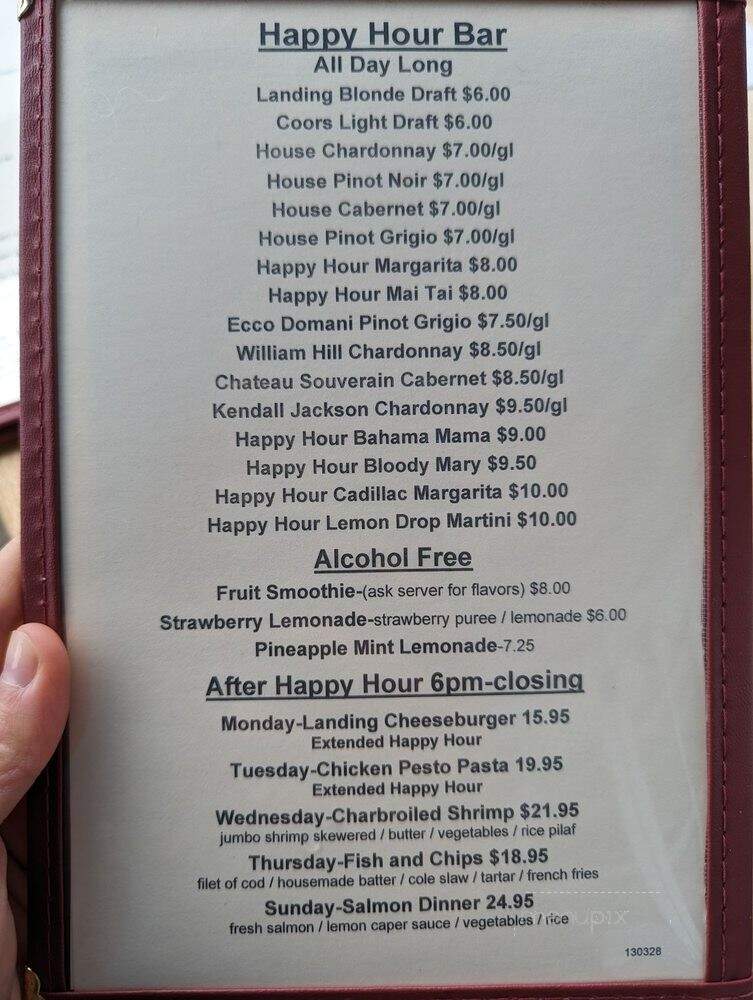 Happy Hour Bar
All Day Long
Landing Blonde Draft $6.00
Coors Light Draft $6.00
House Chardonnay $7.00/gl
House Pinot Noir $7.00/gl
House Cabernet $7.00/gl
House Pinot Grigio $7.00/gl
Happy Hour Margarita $8.00
Happy Hour Mai Tai $8.00
Ecco Domani Pinot Grigio $7.50/gl
William Hill Chardonnay $8.50/gl
Chateau Souverain Cabernet $8.50/gl
Kendall Jackson Chardonnay $9.50/gl
Happy Hour Bahama Mama $9.00
Happy Hour Bloody Mary $9.50
Happy Hour Cadillac Margarita $10.00
Happy Hour Lemon Drop Martini $10.00
Alcohol Free
Fruit Smoothie-(ask server for flavors) $8.00
Strawberry Lemonade-strawberry puree / lemonade $6.00
Pineapple Mint Lemonade-7.25
After Happy Hour 6pm-closing
Monday-Landing Cheeseburger 15.95
Extended Happy Hour
Tuesday-Chicken Pesto Pasta 19.95
Extended Happy Hour
Wednesday-Charbroiled Shrimp $21.95
jumbo shrimp skewered / butter / vegetables / rice pilaf
Thursday-Fish and Chips $18.95
filet of cod / housemade batter / cole slaw / tartar / french fries
Sunday-Salmon Dinner 24.95
fresh salmon / lemon caper sauce / vegetables / rice
130328